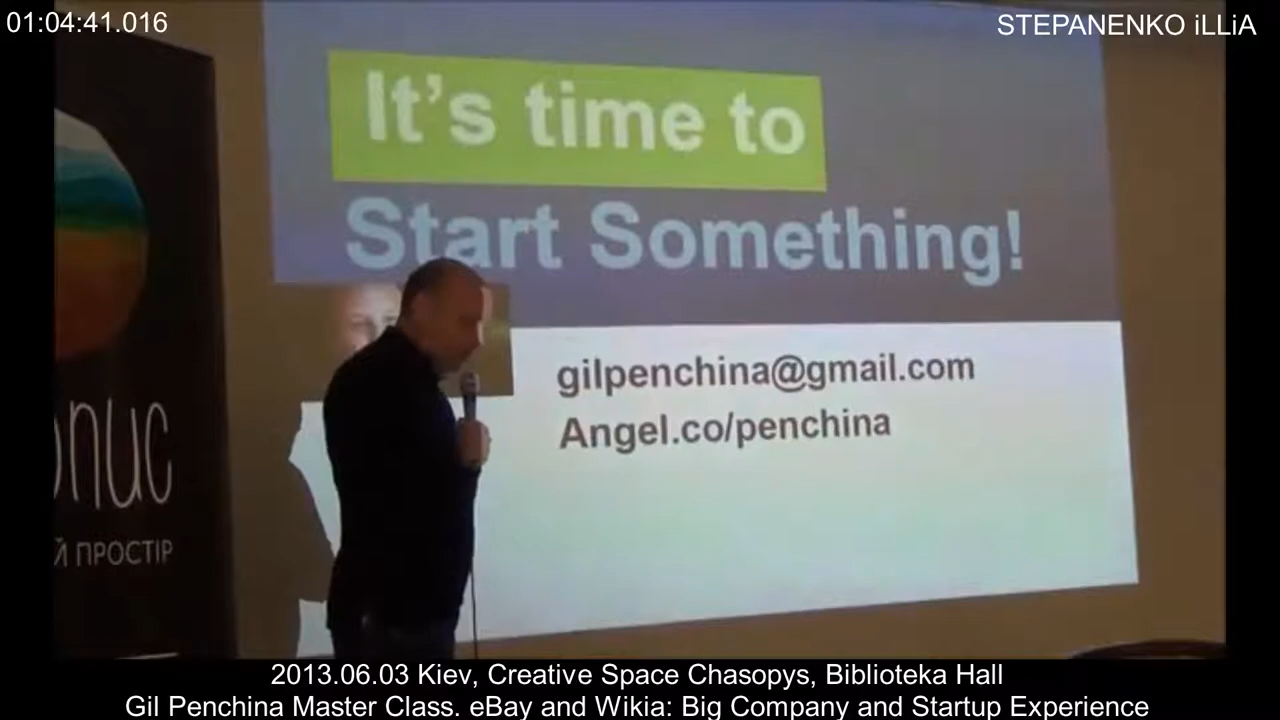 01:04:41.016
STEPANENKO iLLiA
It's time to
Start Something!
gilpenchina@gmail.com
Angel.co/penchina
Й ПРОСТІР
2013.06.03 Kiev, Creative Space Chasopys, Biblioteka Hall
Gil Penchina Master Class. eBay and Wikia: Big Company and Startup Experience